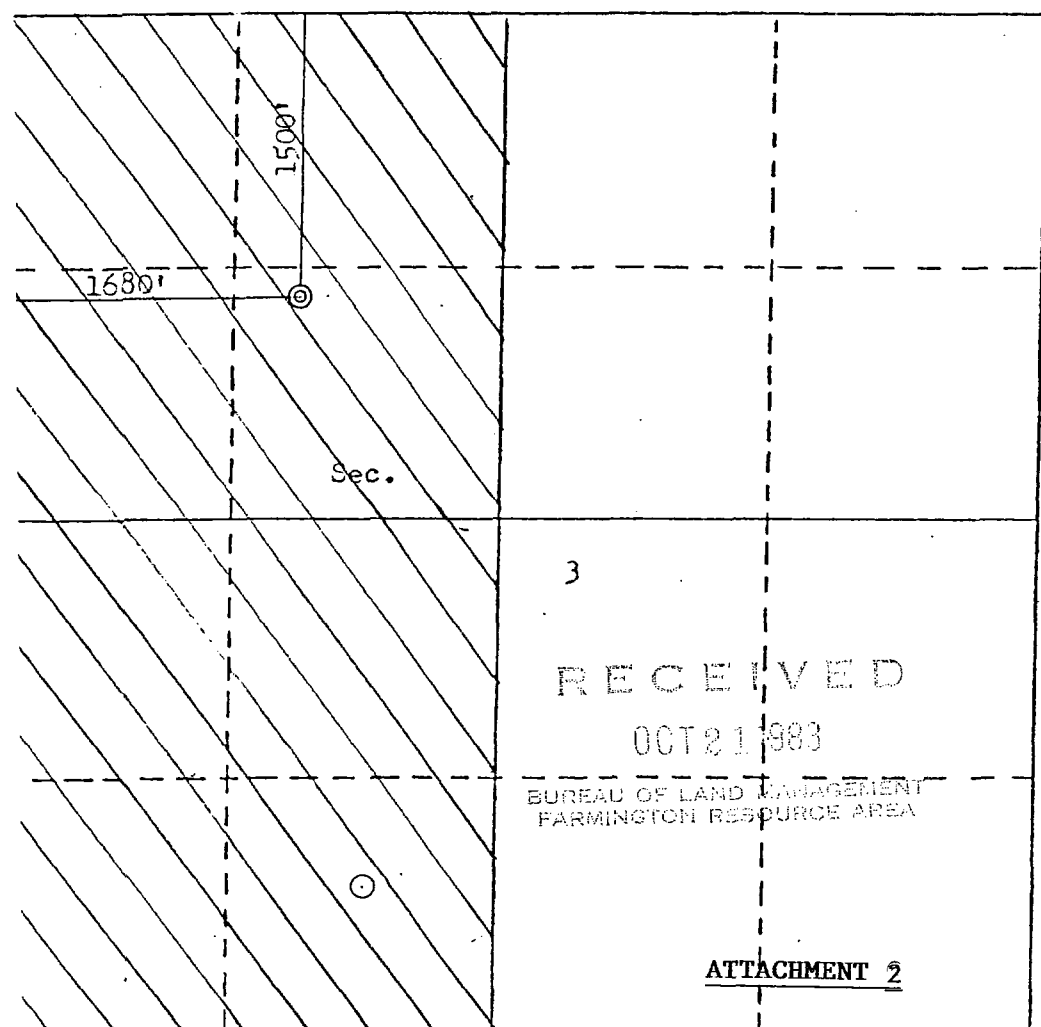 1500'
1680'
Sec.
3
RECEIVED
OCT 21 1983
BUREAU OF LAND MANAGEMENT
FARMINGTON RESOURCE AREA
ATTACHMENT 2